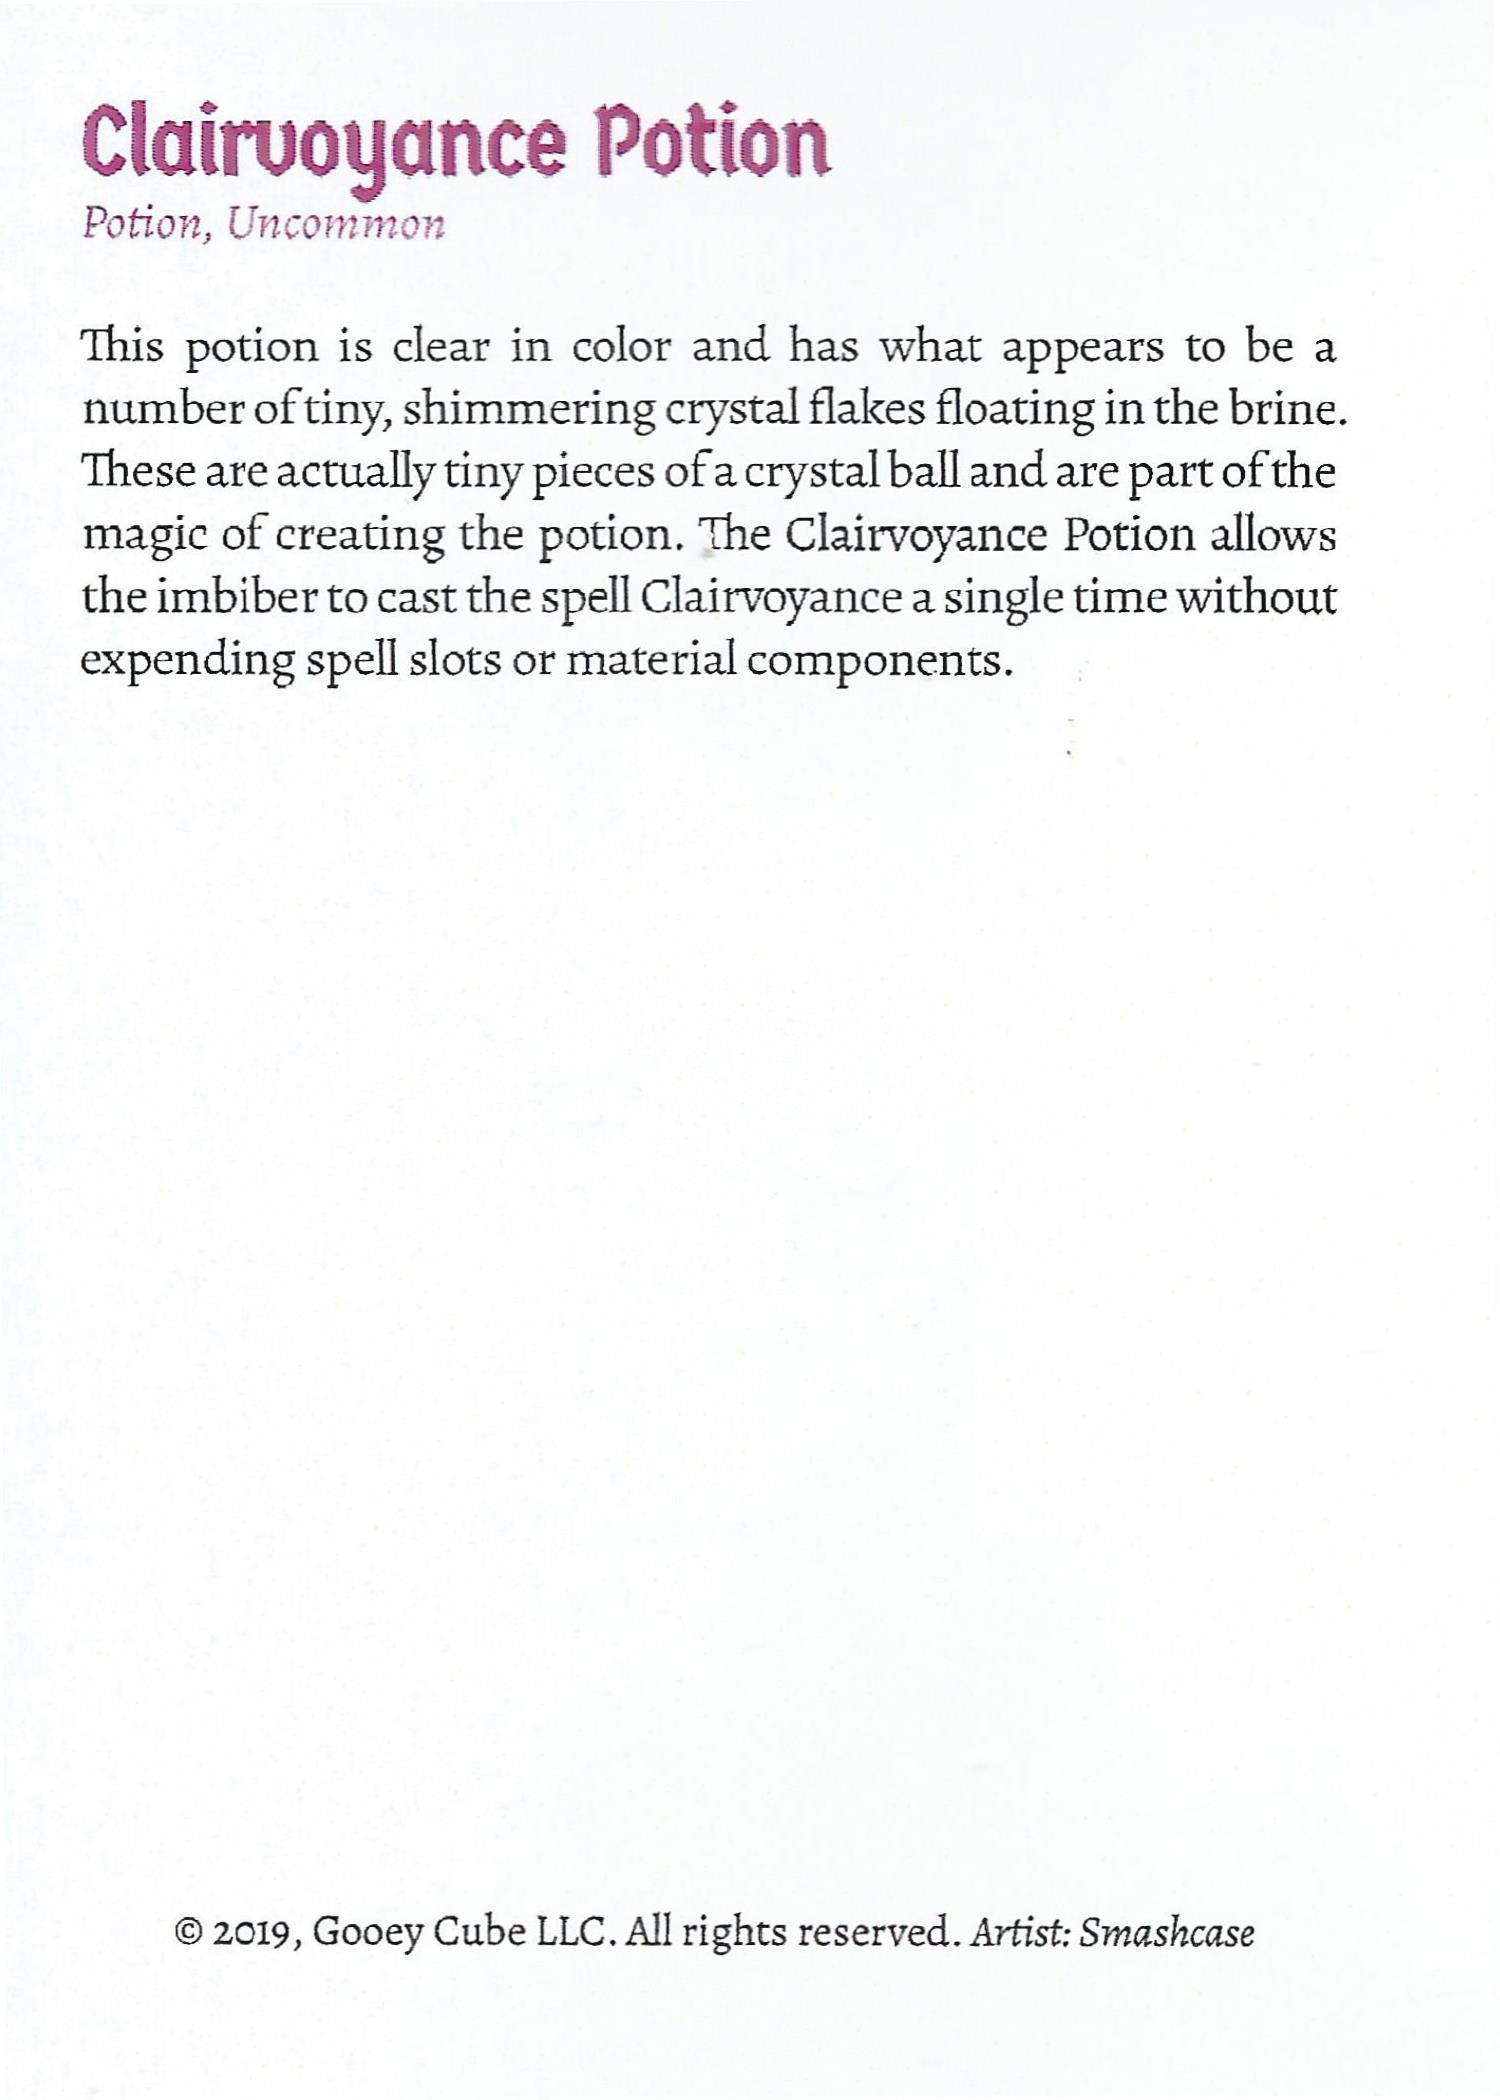 Clairvoyance Potion
Potion, Uncommon
This potion is clear in color and has what appears to be a
number of tiny, shimmering crystal flakes floating in the brine.
These are actually tiny pieces of a crystal ball and are part of the
magic of creating the potion. The Clairvoyance Potion allows
the imbiber to cast the spell Clairvoyance a single time without
expending spell slots or material components.
© 2019, Gooey Cube LLC. All rights reserved. Artist: Smashcase